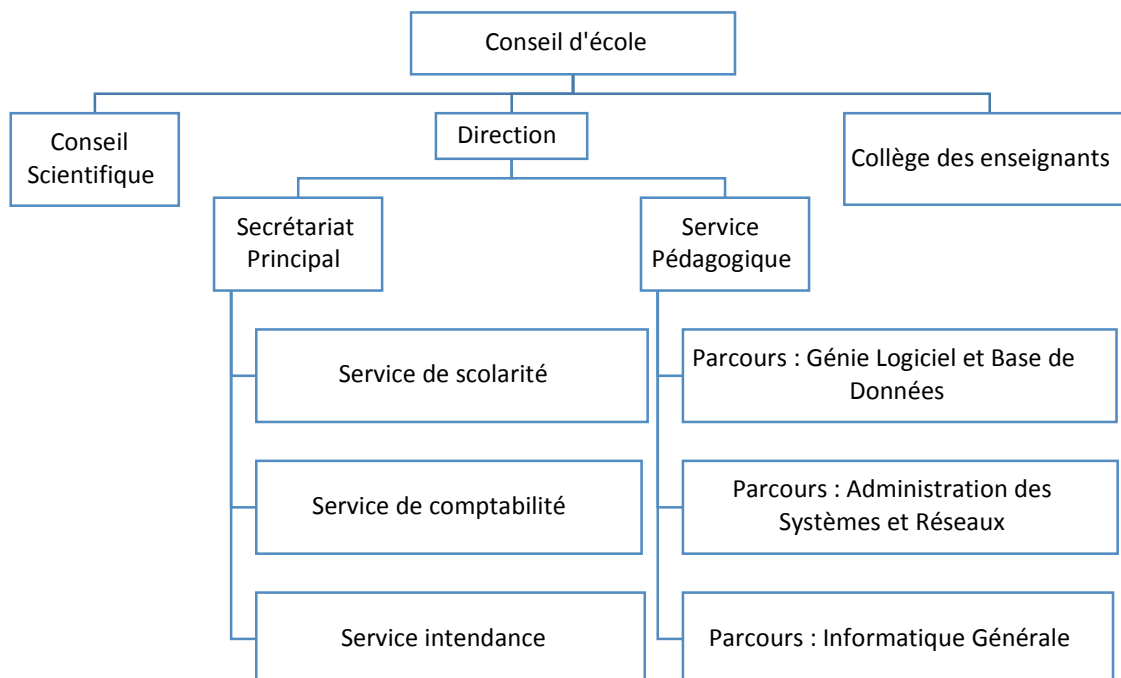 Conseil d'école
Conseil
Scientifique
Direction
Collège des enseignants
Secrétariat
Principal
Service
Pédagogique
Service de scolarité
Parcours : Génie Logiciel et Base de
Données
Service de comptabilité
Parcours : Administration des
Systèmes et Réseaux
Service intendance
Parcours : Informatique Générale